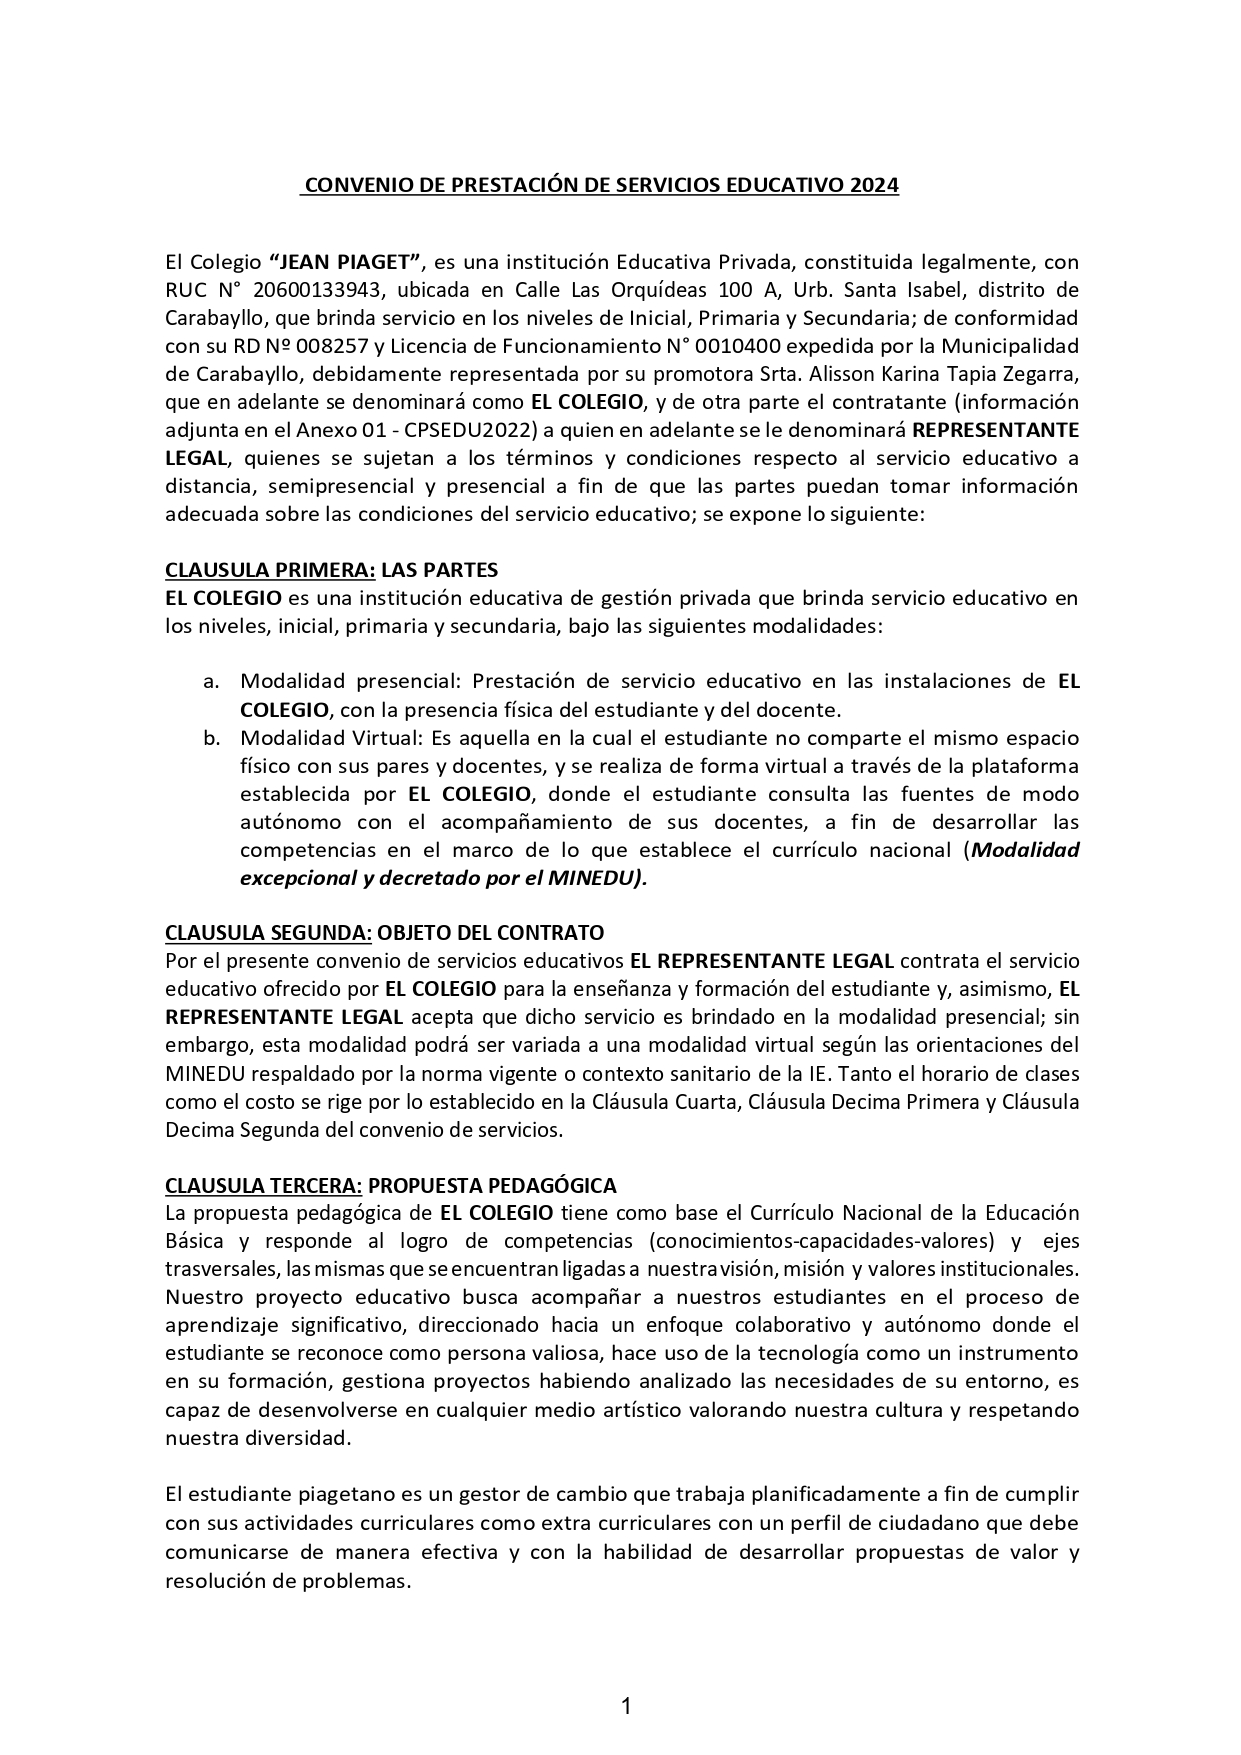 CONVENIO DE PRESTACIÓN DE SERVICIOS EDUCATIVO 2024
El Colegio “JEAN PIAGET”, es una institución Educativa Privada, constituida legalmente, con
RUC N° 20600133943, ubicada en Calle Las Orquídeas 100 A, Urb. Santa Isabel, distrito de
Carabayllo, que brinda servicio en los niveles de Inicial, Primaria y Secundaria; de conformidad
con su RD Nº 008257 y Licencia de Funcionamiento N° 0010400 expedida por la Municipalidad
de Carabayllo, debidamente representada por su promotora Srta. Alisson Karina Tapia Zegarra,
que en adelante se denominará como EL COLEGIO, y de otra parte el contratante (información
adjunta en el Anexo 01 - CPSEDU2022) a quien en adelante se le denominará REPRESENTANTE
LEGAL, quienes se sujetan a los términos y condiciones respecto al servicio educativo a
distancia, semipresencial y presencial a fin de que las partes puedan tomar información
adecuada sobre las condiciones del servicio educativo; se expone lo siguiente:
CLAUSULA PRIMERA: LAS PARTES
EL COLEGIO es una institución educativa de gestión privada que brinda servicio educativo en
los niveles, inicial, primaria y secundaria, bajo las siguientes modalidades:
a. Modalidad presencial: Prestación de servicio educativo en las instalaciones de EL
COLEGIO, con la presencia física del estudiante y del docente.
b. Modalidad Virtual: Es aquella en la cual el estudiante no comparte el mismo espacio
físico con sus pares y docentes, y se realiza de forma virtual a través de la plataforma
establecida por EL COLEGIO, donde el estudiante consulta las fuentes de modo
autónomo con el acompañamiento de sus docentes, a fin de desarrollar las
competencias en el marco de lo que establece el currículo nacional (Modalidad
excepcional y decretado por el MINEDU).
CLAUSULA SEGUNDA: OBJETO DEL CONTRATO
Por el presente convenio de servicios educativos EL REPRESENTANTE LEGAL contrata el servicio
educativo ofrecido por EL COLEGIO para la enseñanza y formación del estudiante y, asimismo, EL
REPRESENTANTE LEGAL acepta que dicho servicio es brindado en la modalidad presencial; sin
embargo, esta modalidad podrá ser variada a una modalidad virtual según las orientaciones del
MINEDU respaldado por la norma vigente o contexto sanitario de la IE. Tanto el horario de clases
como el costo se rige por lo establecido en la Cláusula Cuarta, Cláusula Decima Primera y Cláusula
Decima Segunda del convenio de servicios.
CLAUSULA TERCERA: PROPUESTA PEDAGÓGICA
La propuesta pedagógica de EL COLEGIO tiene como base el Currículo Nacional de la Educación
Básica y responde al logro de competencias (conocimientos-capacidades-valores) y ejes
trasversales, las mismas que se encuentran ligadas a nuestra visión, misión y valores institucionales.
Nuestro proyecto educativo busca acompañar a nuestros estudiantes en el proceso de
aprendizaje significativo, direccionado hacia un enfoque colaborativo y autónomo donde el
estudiante se reconoce como persona valiosa, hace uso de la tecnología como un instrumento
en su formación, gestiona proyectos habiendo analizado las necesidades de su entorno, es
capaz de desenvolverse en cualquier medio artístico valorando nuestra cultura y respetando
nuestra diversidad.
El estudiante piagetano es un gestor de cambio que trabaja planificadamente a fin de cumplir
con sus actividades curriculares como extra curriculares con un perfil de ciudadano que debe
comunicarse de manera efectiva y con la habilidad de desarrollar propuestas de valor y
resolución de problemas.
1